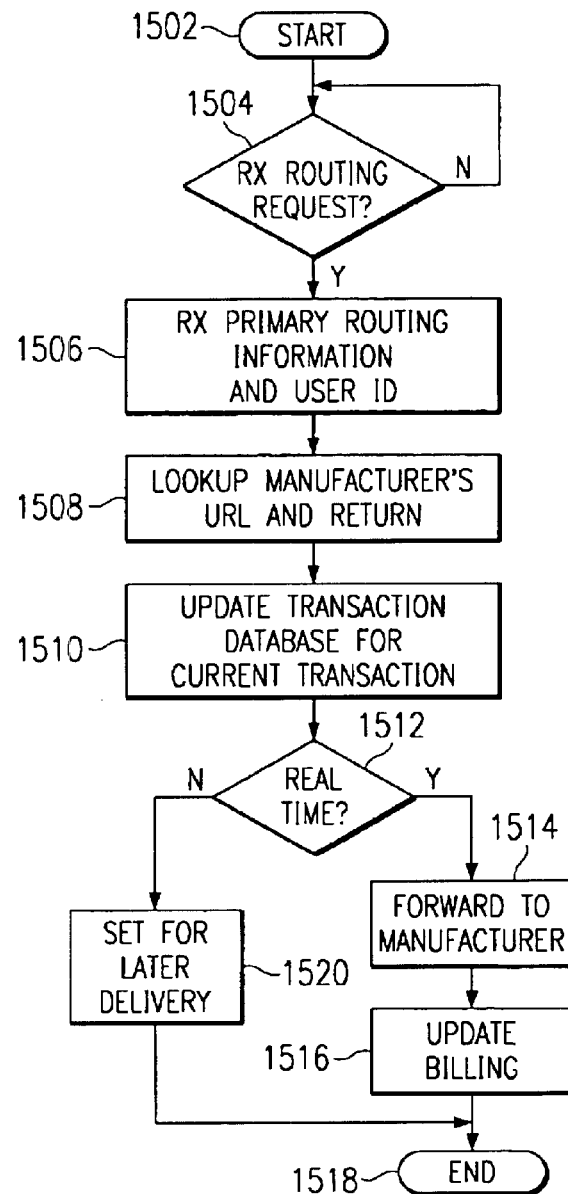 1502
START
1504
RX ROUTING
REQUEST?
N
Y
1506
RX PRIMARY ROUTING
INFORMATION
AND USER ID
1508
LOOKUP MANUFACTURER'S
URL AND RETURN
1510
UPDATE TRANSACTION
DATABASE FOR
CURRENT TRANSACTION
1512
N
REAL
TIME?
Y
1514
FORWARD TO
MANUFACTURER
SET FOR
LATER
DELIVERY
1520
1516
UPDATE
BILLING
1518
END